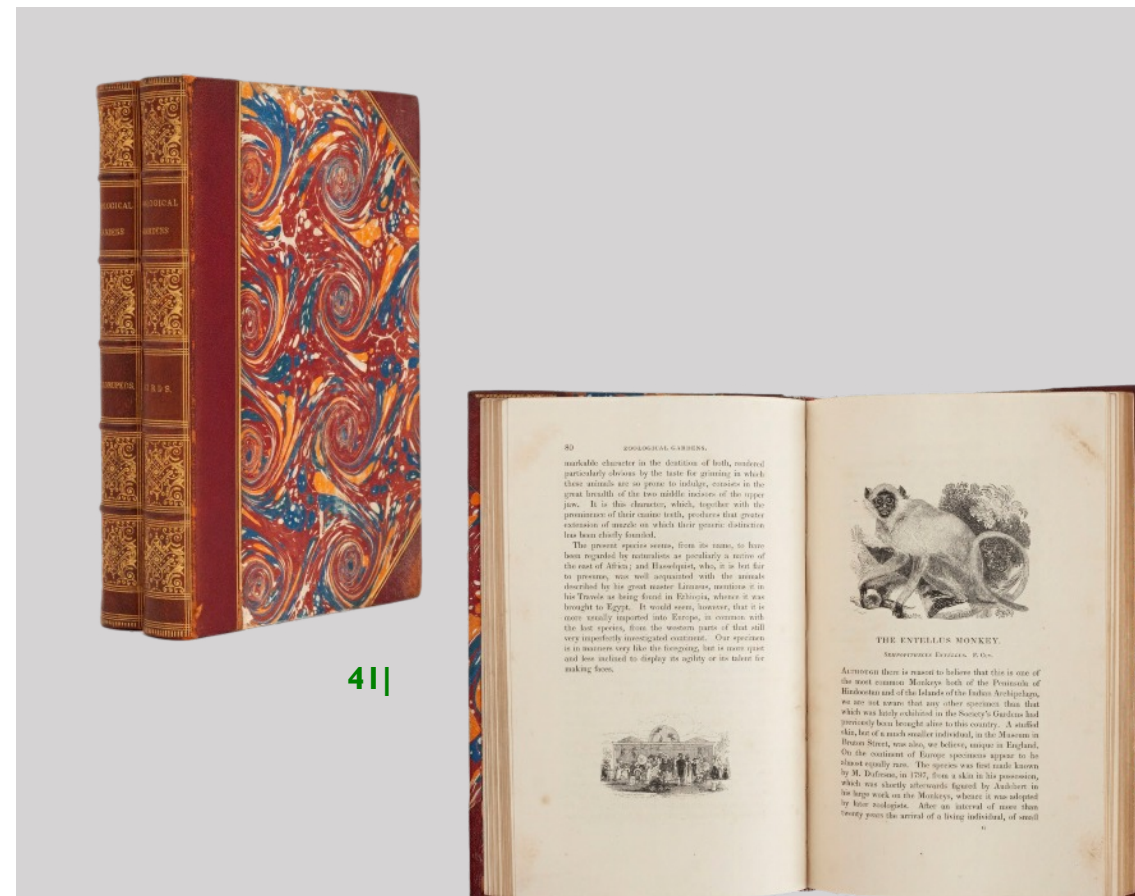 OLOGICAL
ARDENS
OLOGICAL
GARDENS
BIRDS.
41|
80 ZOOLOGICAL GARDENS.
markable character in the dentition of both, rendered
particularly obvious by the taste for grinning in which
these animals are so prone to indulge, consists in the
great breadth of the two middle incisors of the upper
jaw. It is this character, which, together with the
prominence of their canine teeth, produces that greater
extension of muzzle on which their generic distinction
has been chiefly founded.
The present species seems, from its name, to have
been regarded by naturalists as peculiarly a native of
the east of Africa; and Hasselquist, who, it is but fair
to presume, was well acquainted with the animals
described by his great master Linnæus, mentions it in
his Travels as being found in Ethiopia, whence it was
brought to Egypt. It would seem, however, that it is
more usually imported into Europe, in common with
the last species, from the western parts of that still
very imperfectly investigated continent. Our specimen
is in manners very like the foregoing, but is more quiet
and less inclined to display its agility or its talent for
making faces.
THE ENTELLUS MONKEY.
Semnopithecus Entellus. F. Cuv.
Although there is reason to believe that this is one of
the most common Monkeys both of the Peninsula of
Hindoostan and of the Islands of the Indian Archipelago,
we are not aware that any other specimen than that
which was lately exhibited in the Society's Gardens had
previously been brought alive to this country. A stuffed
skin, but of a much smaller individual, in the Museum in
Bruton Street, was also, we believe, unique in England.
On the continent of Europe specimens appear to be
almost equally rare. The species was first made known
by M. Dufresne, in 1797, from a skin in his possession,
which was shortly afterwards figured by Audebert in
his large work on the Monkeys, whence it was adopted
by later zoologists. After an interval of more than
twenty years the arrival of a living individual, of small
G